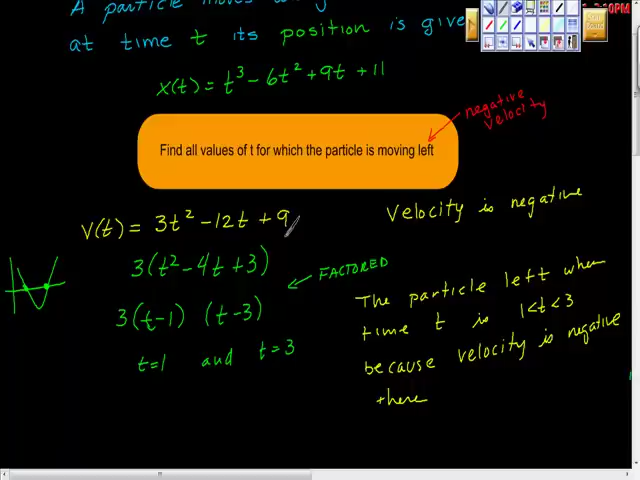 A particle moves along
at time t its position is give
x(t) = t³ - 6t² + 9t + 11
negative
velocity
Find all values of t for which the particle is moving left
v(t) = 3t² - 12t + 9
Velocity is negative
3(t² - 4t + 3)
FACTORED
3(t-1) (t-3)
t=1 and t=3
The particle left when
time t is 1<t<3
because velocity is negative
there